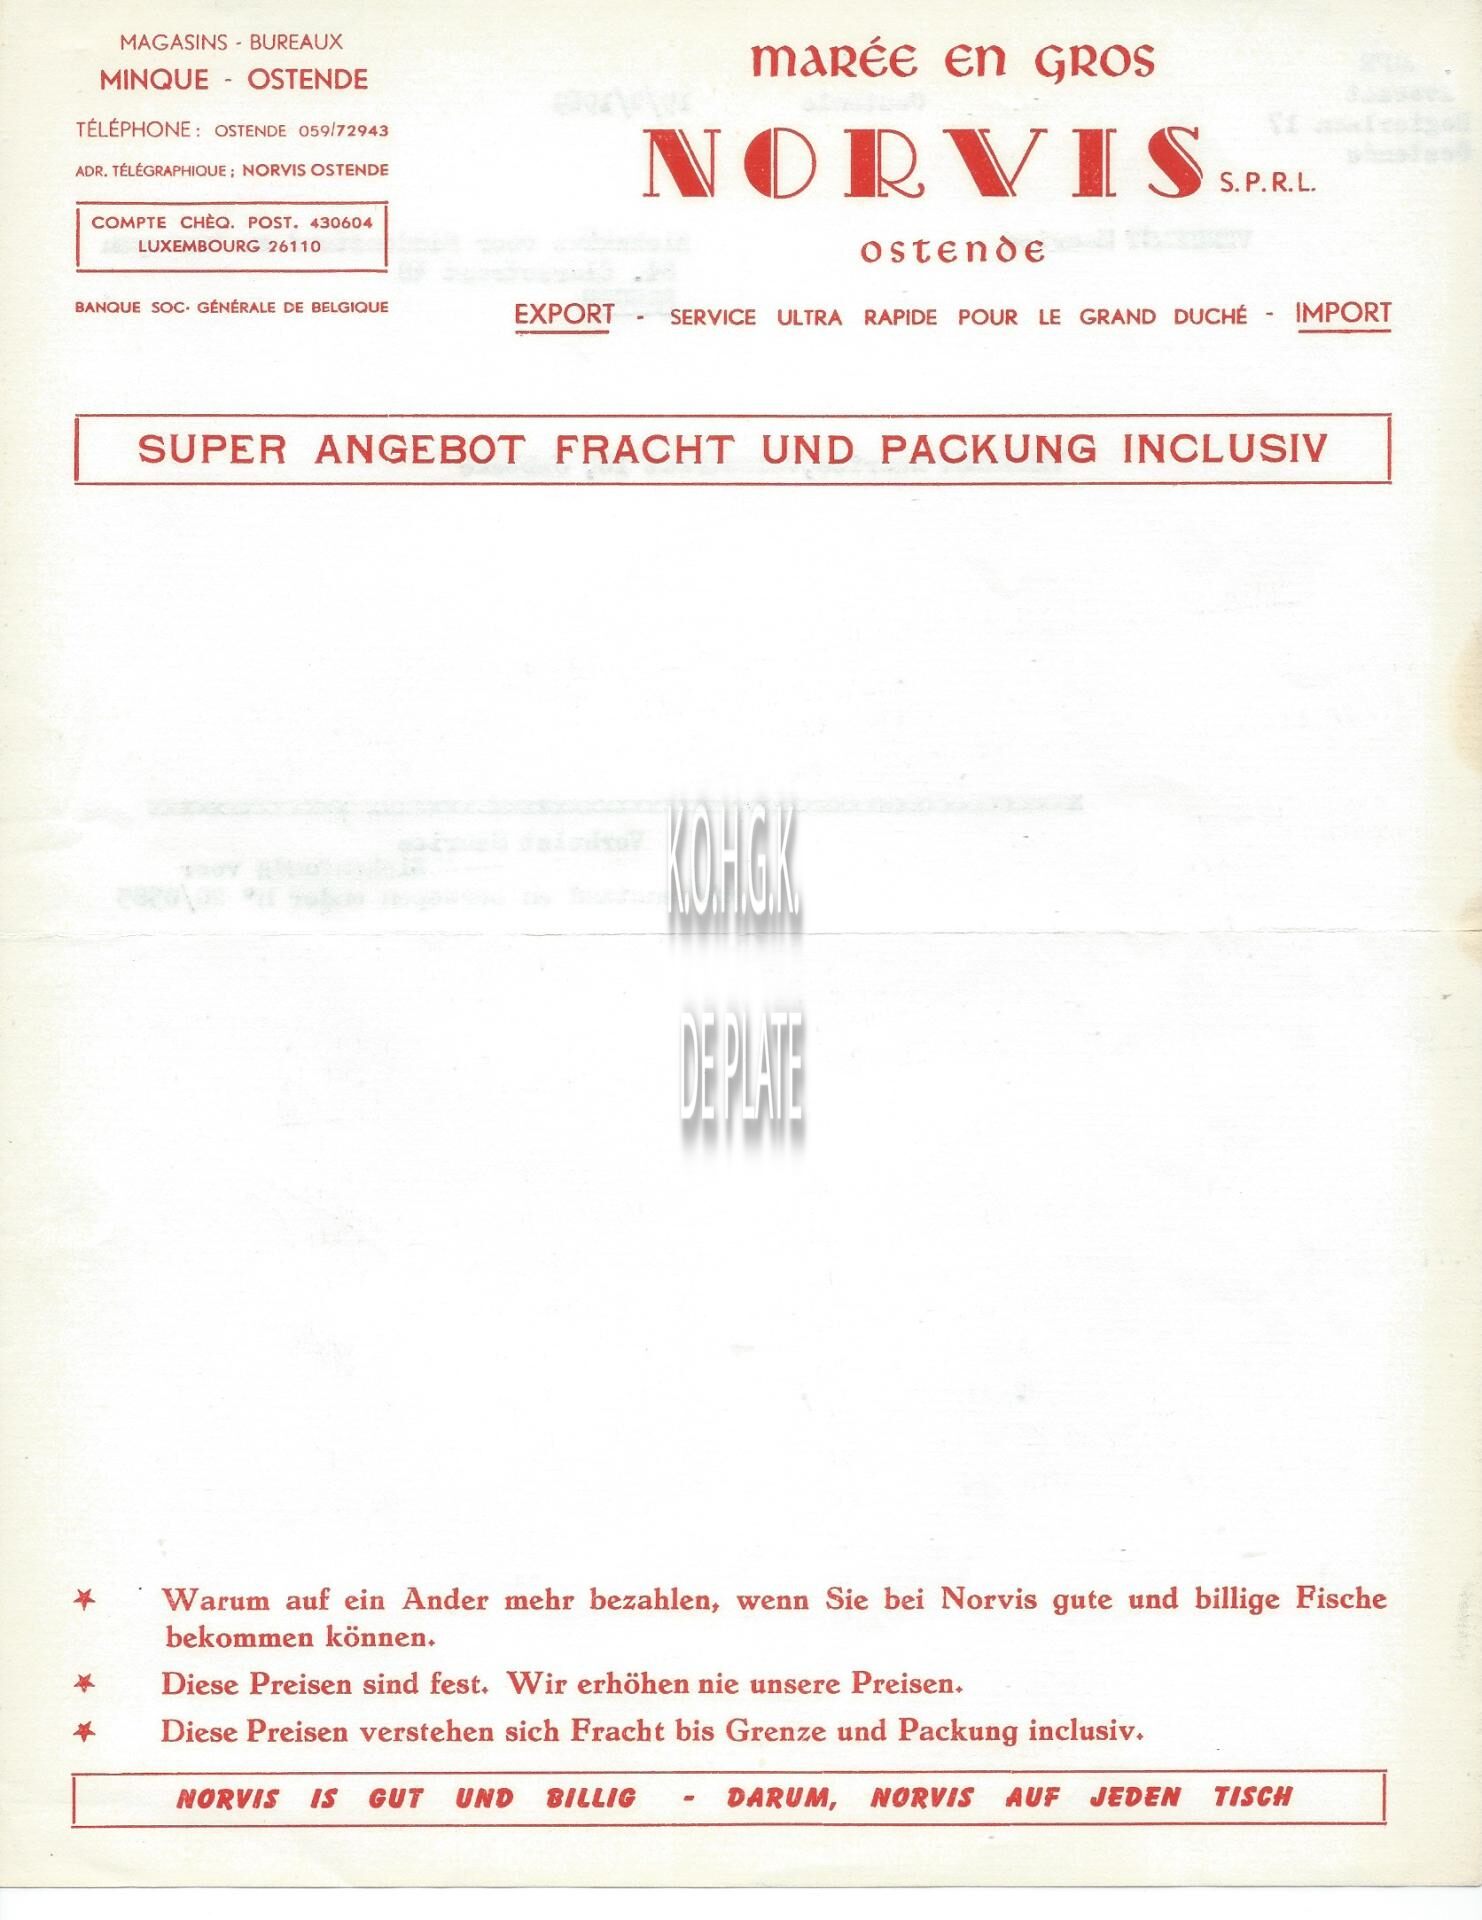 MAGASINS - BUREAUX
MINQUE - OSTENDE
TÉLÉPHONE : OSTENDE 059/72943
ADR. TÉLÉGRAPHIQUE ; NORVIS OSTENDE
COMPTE CHÈQ. POST. 430604
LUXEMBOURG 26110
BANQUE SOC. GÉNÉRALE DE BELGIQUE
marée en gros
NORVIS S.P.R.L.
ostende
EXPORT - SERVICE ULTRA RAPIDE POUR LE GRAND DUCHÉ - IMPORT
SUPER ANGEBOT FRACHT UND PACKUNG INCLUSIV
K.O.H.G.K.
DE PLATE
Warum auf ein Ander mehr bezahlen, wenn Sie bei Norvis gute und billige Fische
bekommen können.
Diese Preisen sind fest. Wir erhöhen nie unsere Preisen.
Diese Preisen verstehen sich Fracht bis Grenze und Packung inclusiv.
NORVIS IS GUT UND BILLIG - DARUM, NORVIS AUF JEDEN TISCH